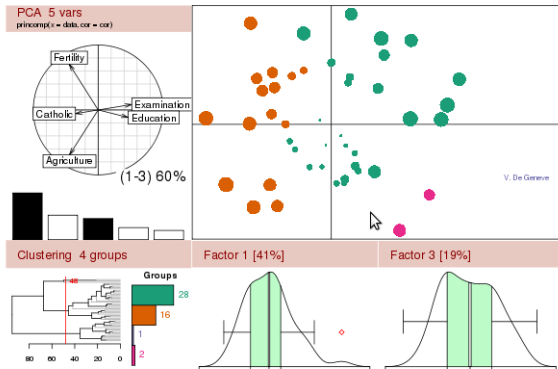 PCA 5 vars
princomp(x = data, cor = cor)
Fertility
Examination
Catholic
Education
Agriculture
(1-3) 60%
V. De Geneve
Clustering 4 groups
Factor 1 [41%]
Factor 3 [19%]
Groups
48
28
16
1
2
80 60 40 20 0